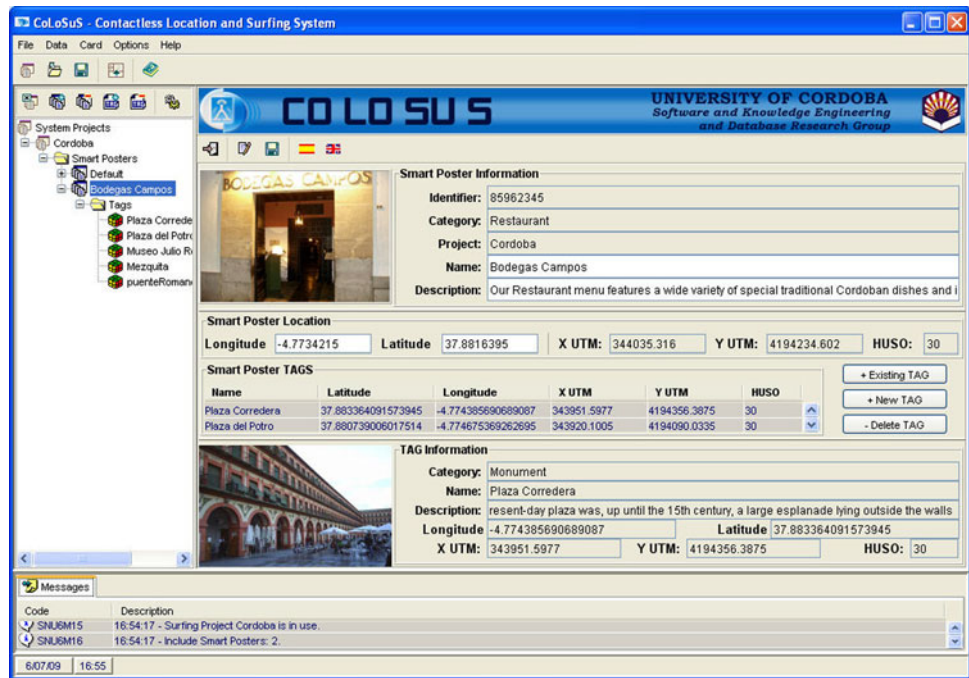 CoLoSuS - Contactless Location and Surfing System
File Data Card Options Help
System Projects
Cordoba
Smart Posters
Default
Bodegas Campos
Tags
Plaza Correde
Plaza del Potro
Museo Julio R
Mezquita
puenteRoman
CO LO SU S
UNIVERSITY OF CORDOBA
Software and Knowledge Engineering
and Database Research Group
BODEGAS CAMPOS
Smart Poster Information
Identifier: 85962345
Category: Restaurant
Project: Cordoba
Name: Bodegas Campos
Description: Our Restaurant menu features a wide variety of special traditional Cordoban dishes and i
Smart Poster Location
Longitude -4.7734215 Latitude 37.8816395 X UTM: 344035.316 Y UTM: 4194234.602 HUSO: 30
Smart Poster TAGS
Name Latitude Longitude X UTM Y UTM HUSO
Plaza Corredera 37.883364091573945 -4.774385690689087 343951.5977 4194356.3875 30
Plaza del Potro 37.880739006017514 -4.774675369262695 343920.1005 4194090.0335 30
+ Existing TAG
+ New TAG
- Delete TAG
TAG Information
Category: Monument
Name: Plaza Corredera
Description: resent-day plaza was, up until the 15th century, a large esplanade lying outside the walls
Longitude -4.774385690689087 Latitude 37.883364091573945
X UTM: 343951.5977 Y UTM: 4194356.3875 HUSO: 30
Messages
Code Description
SNU6M15 16:54:17 - Surfing Project Cordoba is in use.
SNU6M16 16:54:17 - Include Smart Posters: 2.
6/07/09 16:55